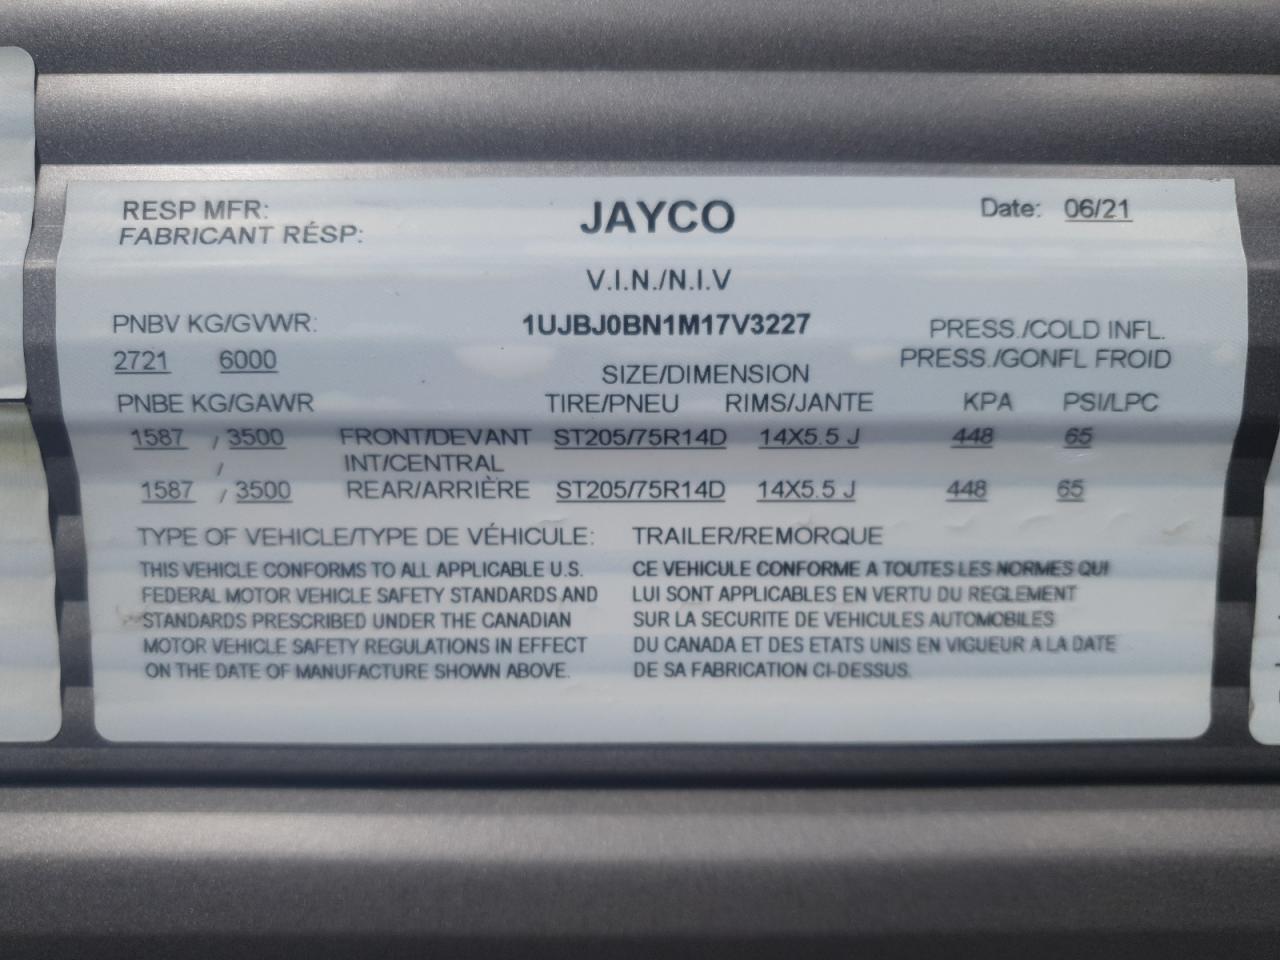 RESP MFR: JAYCO Date: 06/21
FABRICANT RÉSP:
V.I.N./N.I.V
PNBV KG/GVWR: 1UJBJ0BN1M17V3227 PRESS./COLD INFL.
2721 6000 PRESS./GONFL FROID
SIZE/DIMENSION
PNBE KG/GAWR TIRE/PNEU RIMS/JANTE KPA PSI/LPC
1587 / 3500 FRONT/DEVANT ST205/75R14D 14X5.5 J 448 65
/ INT/CENTRAL
1587 / 3500 REAR/ARRIÈRE ST205/75R14D 14X5.5 J 448 65
TYPE OF VEHICLE/TYPE DE VÉHICULE: TRAILER/REMORQUE
THIS VEHICLE CONFORMS TO ALL APPLICABLE U.S.
FEDERAL MOTOR VEHICLE SAFETY STANDARDS AND
STANDARDS PRESCRIBED UNDER THE CANADIAN
MOTOR VEHICLE SAFETY REGULATIONS IN EFFECT
ON THE DATE OF MANUFACTURE SHOWN ABOVE.
CE VEHICULE CONFORME A TOUTES LES NORMES QUI
LUI SONT APPLICABLES EN VERTU DU REGLEMENT
SUR LA SECURITE DE VEHICULES AUTOMOBILES
DU CANADA ET DES ETATS UNIS EN VIGUEUR A LA DATE
DE SA FABRICATION CI-DESSUS.